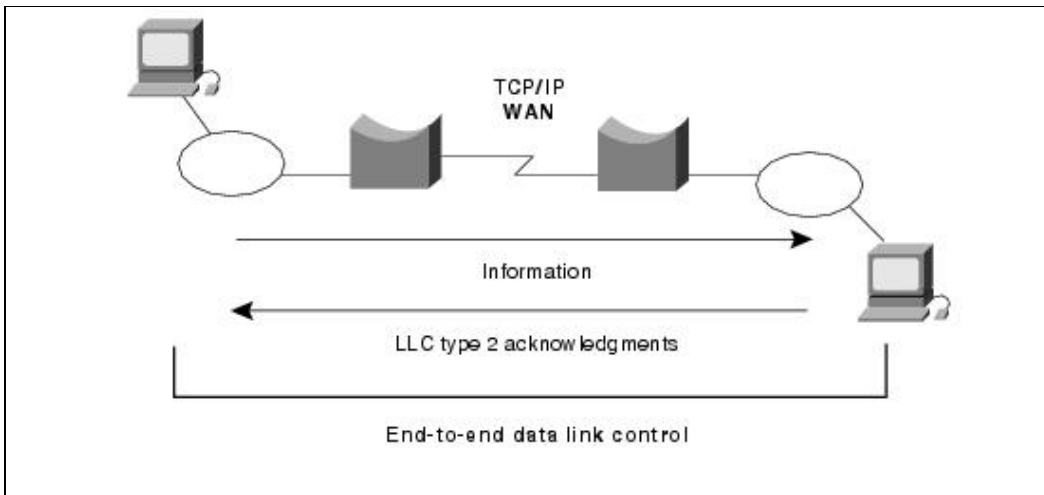 TCP/IP
WAN
Information
LLC type 2 acknowledgments
End-to-end data link control